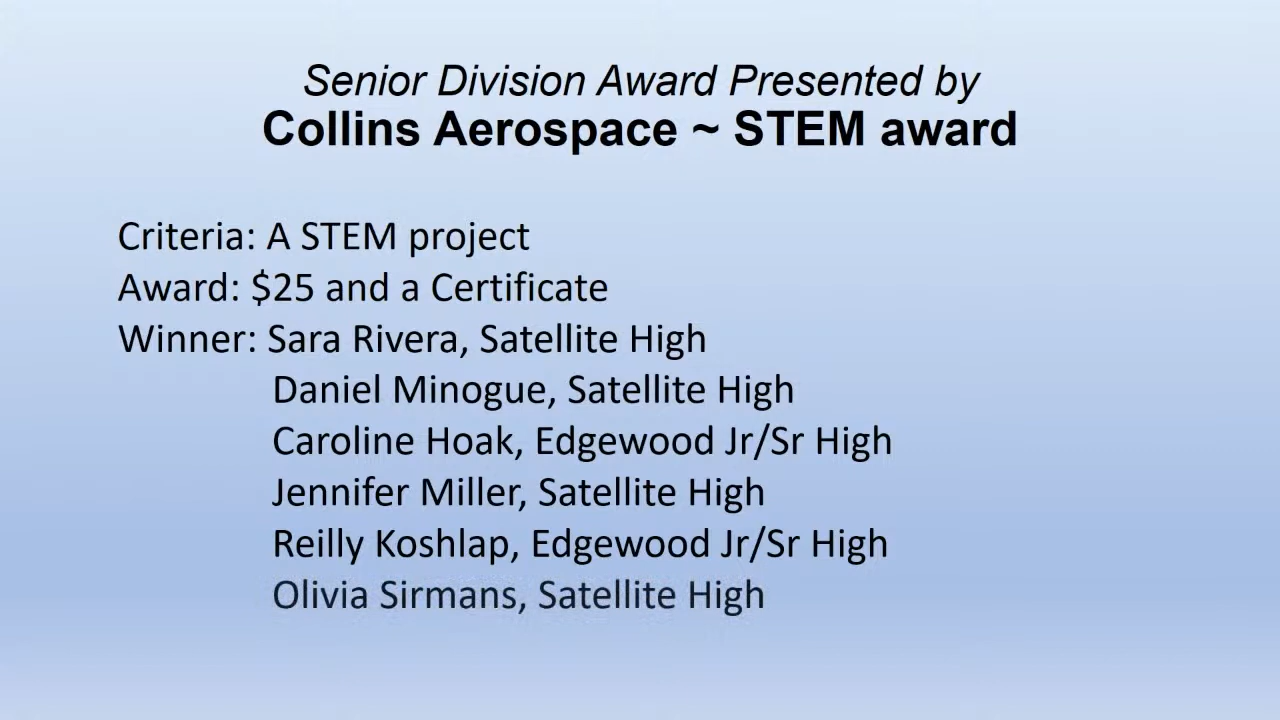 Senior Division Award Presented by
Collins Aerospace ~ STEM award
Criteria: A STEM project
Award: $25 and a Certificate
Winner: Sara Rivera, Satellite High
Daniel Minogue, Satellite High
Caroline Hoak, Edgewood Jr/Sr High
Jennifer Miller, Satellite High
Reilly Koshlap, Edgewood Jr/Sr High
Olivia Sirmans, Satellite High